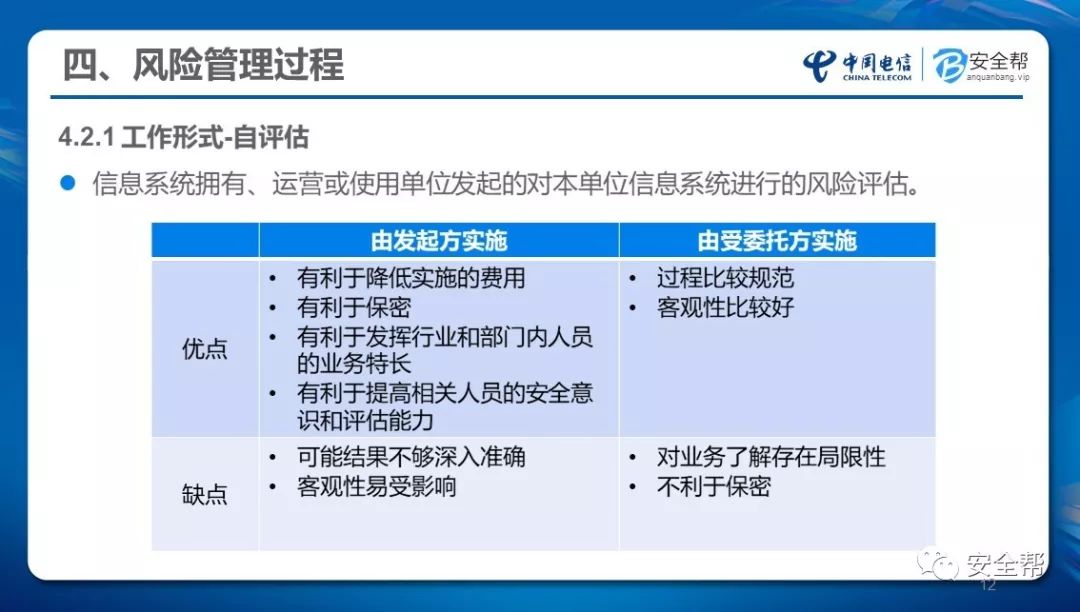 四、风险管理过程
中国电信
CHINA TELECOM
安全帮
anquanbang.vip
4.2.1 工作形式-自评估
● 信息系统拥有、运营或使用单位发起的对本单位信息系统进行的风险评估。
由发起方实施
由受委托方实施
优点
• 有利于降低实施的费用
• 有利于保密
• 有利于发挥行业和部门内人员
的业务特长
• 有利于提高相关人员的安全意
识和评估能力
• 过程比较规范
• 客观性比较好
缺点
• 可能结果不够深入准确
• 客观性易受影响
• 对业务了解存在局限性
• 不利于保密
安全帮
12